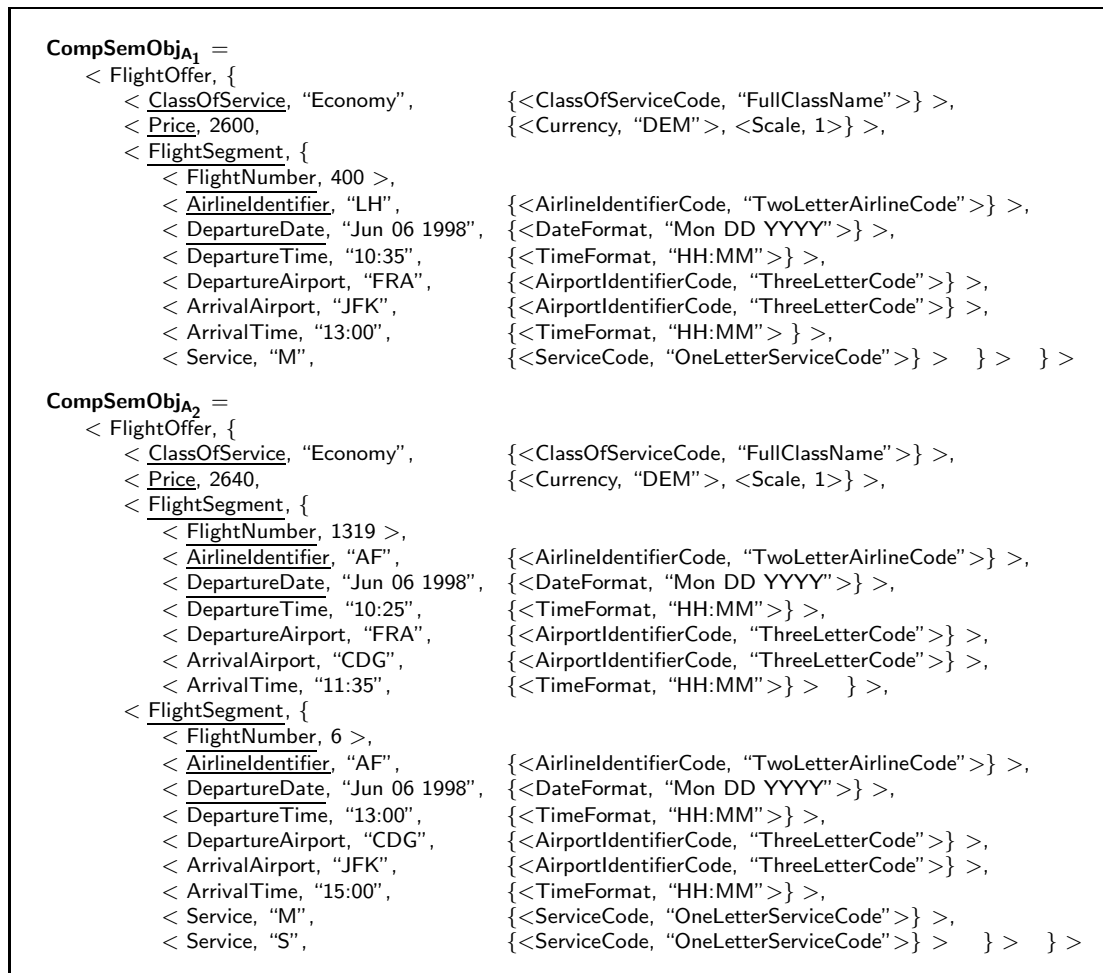 CompSemObjA1 =
< FlightOffer, {
< ClassOfService, “Economy”, {<ClassOfServiceCode, “FullClassName”>} >,
< Price, 2600, {<Currency, “DEM”>, <Scale, 1>} >,
< FlightSegment, {
< FlightNumber, 400 >,
< AirlineIdentifier, “LH”, {<AirlineIdentifierCode, “TwoLetterAirlineCode”>} >,
< DepartureDate, “Jun 06 1998”, {<DateFormat, “Mon DD YYYY”>} >,
< DepartureTime, “10:35”, {<TimeFormat, “HH:MM”>} >,
< DepartureAirport, “FRA”, {<AirportIdentifierCode, “ThreeLetterCode”>} >,
< ArrivalAirport, “JFK”, {<AirportIdentifierCode, “ThreeLetterCode”>} >,
< ArrivalTime, “13:00”, {<TimeFormat, “HH:MM”> } >,
< Service, “M”, {<ServiceCode, “OneLetterServiceCode”>} > } > } >
CompSemObjA2 =
< FlightOffer, {
< ClassOfService, “Economy”, {<ClassOfServiceCode, “FullClassName”>} >,
< Price, 2640, {<Currency, “DEM”>, <Scale, 1>} >,
< FlightSegment, {
< FlightNumber, 1319 >,
< AirlineIdentifier, “AF”, {<AirlineIdentifierCode, “TwoLetterAirlineCode”>} >,
< DepartureDate, “Jun 06 1998”, {<DateFormat, “Mon DD YYYY”>} >,
< DepartureTime, “10:25”, {<TimeFormat, “HH:MM”>} >,
< DepartureAirport, “FRA”, {<AirportIdentifierCode, “ThreeLetterCode”>} >,
< ArrivalAirport, “CDG”, {<AirportIdentifierCode, “ThreeLetterCode”>} >,
< ArrivalTime, “11:35”, {<TimeFormat, “HH:MM”>} > } >,
< FlightSegment, {
< FlightNumber, 6 >,
< AirlineIdentifier, “AF”, {<AirlineIdentifierCode, “TwoLetterAirlineCode”>} >,
< DepartureDate, “Jun 06 1998”, {<DateFormat, “Mon DD YYYY”>} >,
< DepartureTime, “13:00”, {<TimeFormat, “HH:MM”>} >,
< DepartureAirport, “CDG”, {<AirportIdentifierCode, “ThreeLetterCode”>} >,
< ArrivalAirport, “JFK”, {<AirportIdentifierCode, “ThreeLetterCode”>} >,
< ArrivalTime, “15:00”, {<TimeFormat, “HH:MM”>} >,
< Service, “M”, {<ServiceCode, “OneLetterServiceCode”>} >,
< Service, “S”, {<ServiceCode, “OneLetterServiceCode”>} > } > } >